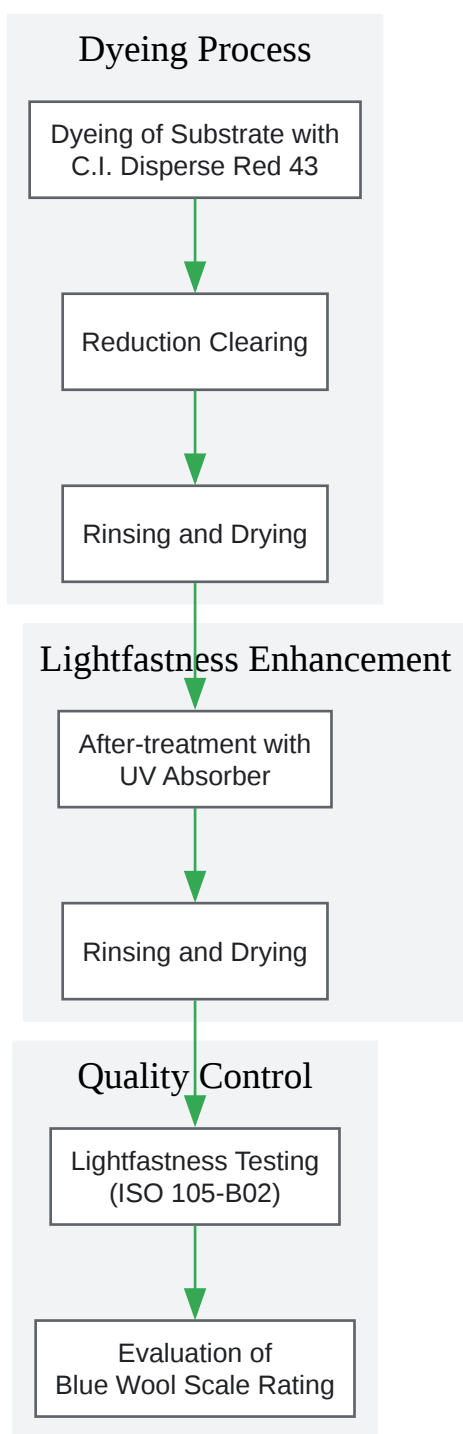 Dyeing Process
Dyeing of Substrate with
C.I. Disperse Red 43
Reduction Clearing
Rinsing and Drying
Lightfastness Enhancement
After-treatment with
UV Absorber
Rinsing and Drying
Quality Control
Lightfastness Testing
(ISO 105-B02)
Evaluation of
Blue Wool Scale Rating